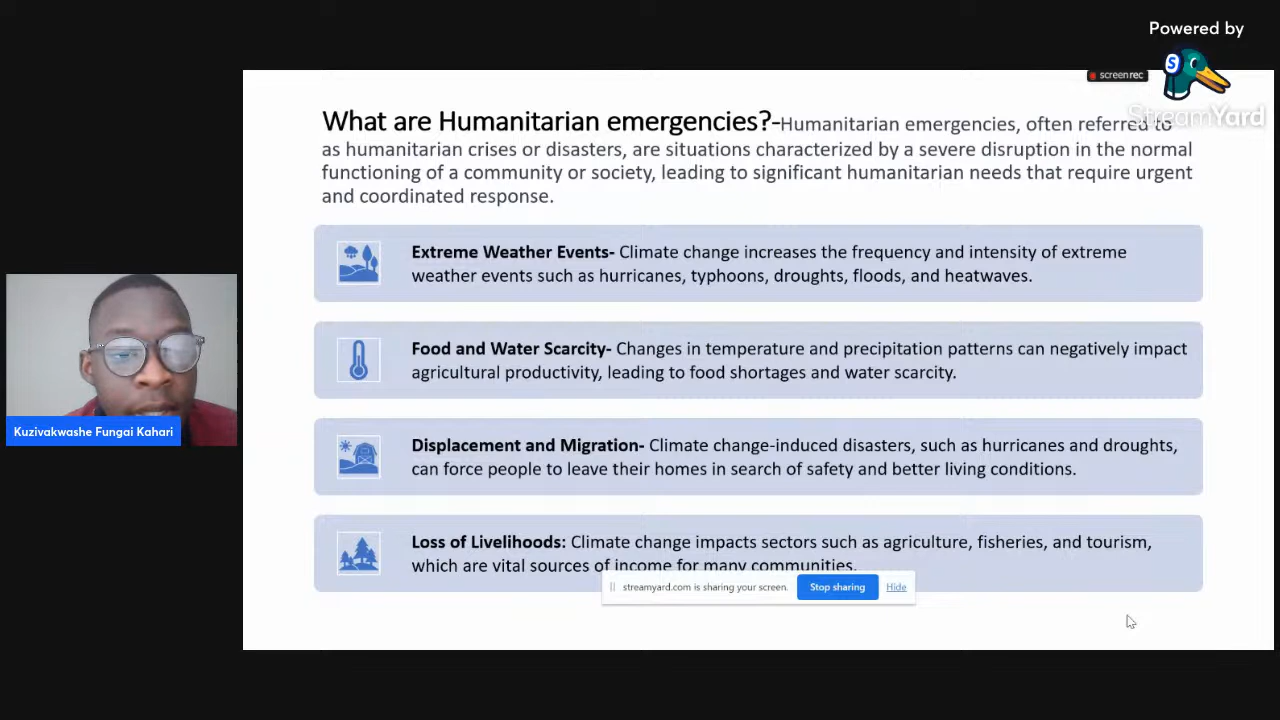 Powered by
screenrec
StreamYard
What are Humanitarian emergencies?-Humanitarian emergencies, often referred to
as humanitarian crises or disasters, are situations characterized by a severe disruption in the normal
functioning of a community or society, leading to significant humanitarian needs that require urgent
and coordinated response.
Extreme Weather Events- Climate change increases the frequency and intensity of extreme
weather events such as hurricanes, typhoons, droughts, floods, and heatwaves.
Food and Water Scarcity- Changes in temperature and precipitation patterns can negatively impact
agricultural productivity, leading to food shortages and water scarcity.
Kuzivakwashe Fungai Kahari
Displacement and Migration- Climate change-induced disasters, such as hurricanes and droughts,
can force people to leave their homes in search of safety and better living conditions.
Loss of Livelihoods: Climate change impacts sectors such as agriculture, fisheries, and tourism,
which are vital sources of income for many communities.
streamyard.com is sharing your screen. Stop sharing Hide